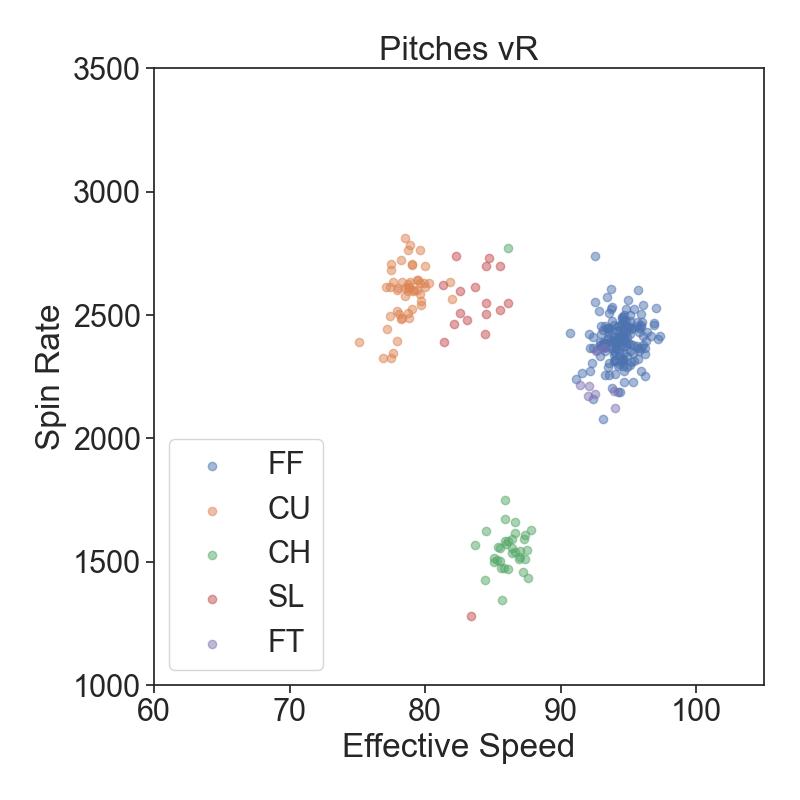 Pitches vR
3500
3000
2500
2000
1500
1000
Spin Rate
FF
CU
CH
SL
FT
60 70 80 90 100
Effective Speed